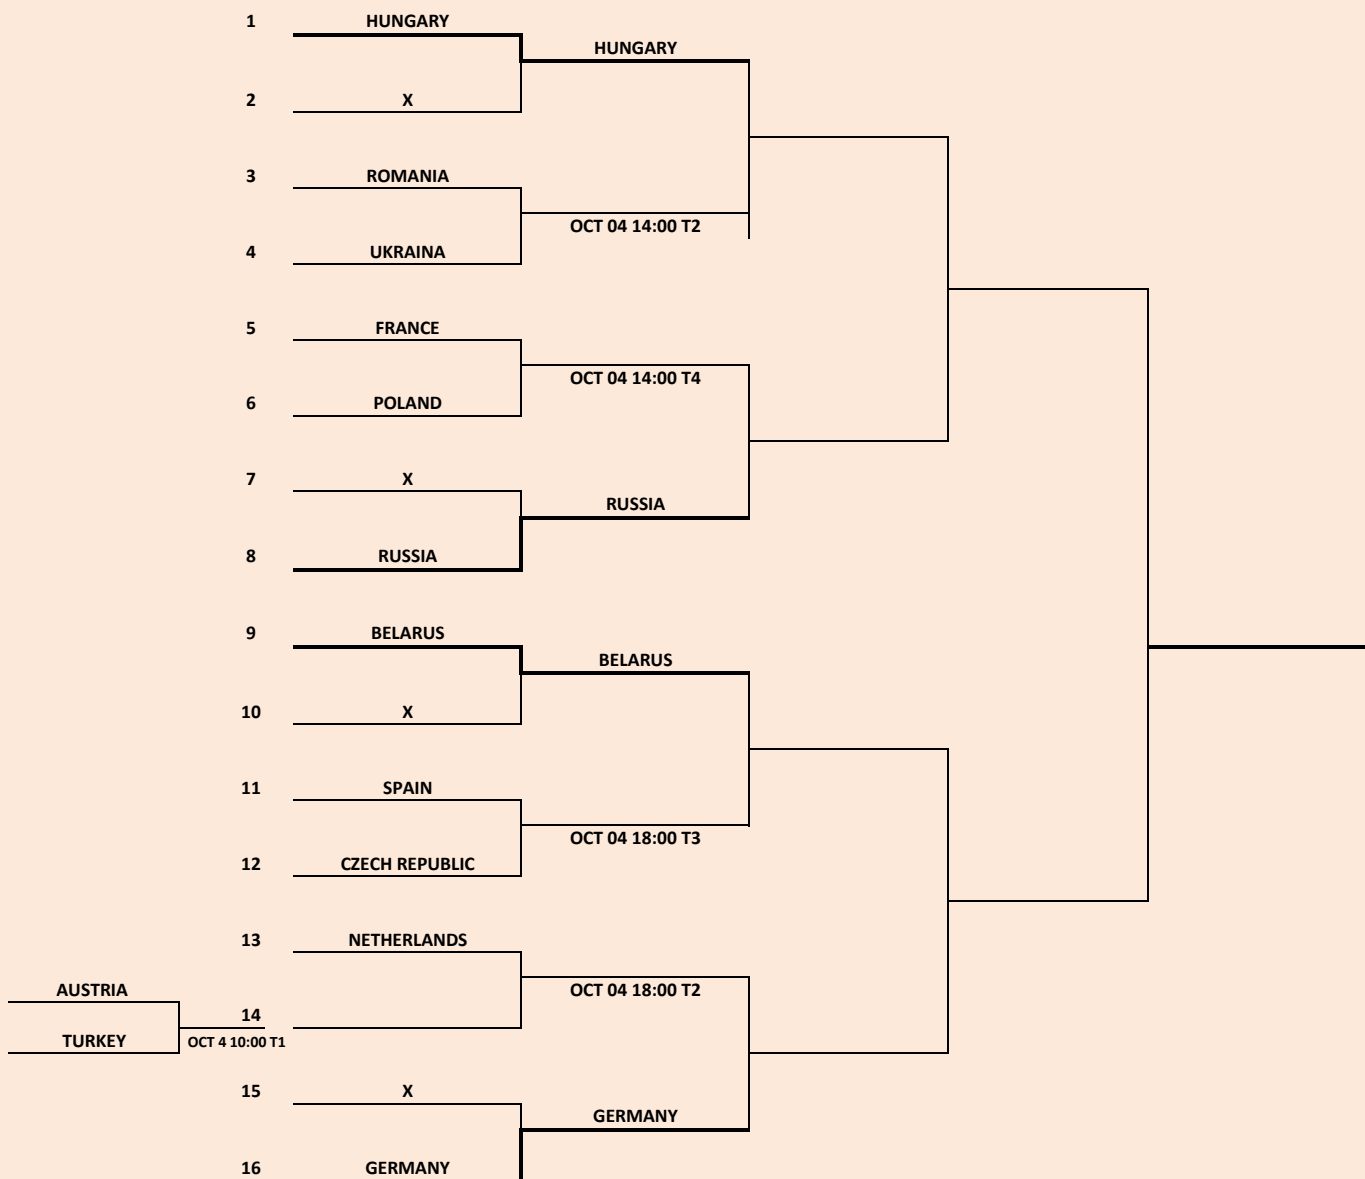 1 HUNGARY
HUNGARY
2 X
3 ROMANIA
OCT 04 14:00 T2
4 UKRAINA
5 FRANCE
OCT 04 14:00 T4
6 POLAND
7 X
RUSSIA
8 RUSSIA
9 BELARUS
BELARUS
10 X
11 SPAIN
OCT 04 18:00 T3
12 CZECH REPUBLIC
13 NETHERLANDS
OCT 04 18:00 T2
AUSTRIA
14
TURKEY
OCT 4 10:00 T1
15 X
GERMANY
16 GERMANY